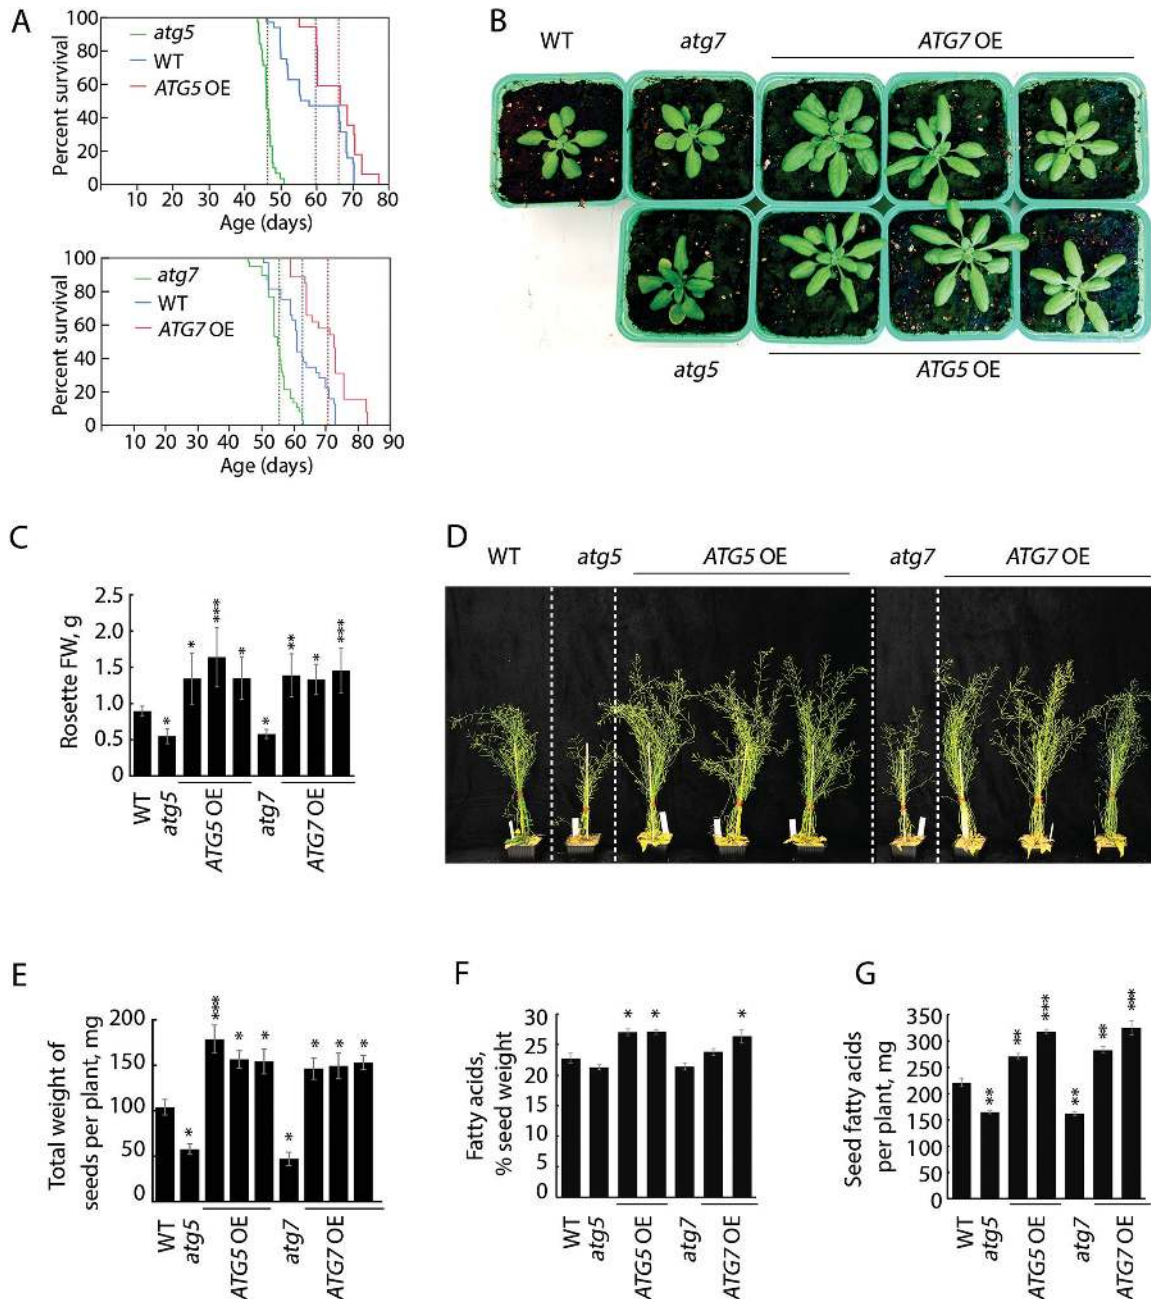 A
Percent survival
100
80
60
40
20
0
atg5
WT
ATG5 OE
10 20 30 40 50 60 70 80
Age (days)
Percent survival
100
80
60
40
20
0
atg7
WT
ATG7 OE
10 20 30 40 50 60 70 80 90
Age (days)
B
WT atg7 ATG7 OE
atg5 ATG5 OE
C
Rosette FW, g
2.5
2.0
1.5
1.0
0.5
0
* * *** * * ** * ***
WT atg5 ATG5 OE atg7 ATG7 OE
D
WT atg5 ATG5 OE atg7 ATG7 OE
E
Total weight of
seeds per plant, mg
200
150
100
50
0
* *** * * * * * *
WT atg5 ATG5 OE atg7 ATG7 OE
F
Fatty acids,
% seed weight
30
25
20
15
10
5
0
* * *
WT atg5 ATG5 OE atg7 ATG7 OE
G
Seed fatty acids
per plant, mg
350
300
250
200
150
300
50
0
** ** *** ** ** ***
WT atg5 ATG5 OE atg7 ATG7 OE